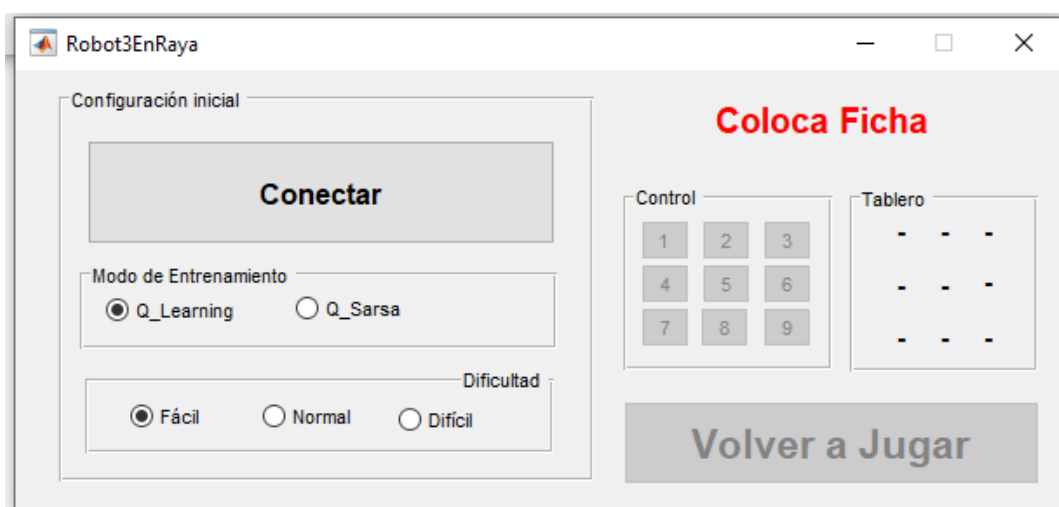 Robot3EnRaya
Configuración inicial
Conectar
Modo de Entrenamiento
Q_Learning Q_Sarsa
Dificultad
Fácil Normal Difícil
Coloca Ficha
Control
1 2 3
4 5 6
7 8 9
Tablero
- - -
- - -
- - -
Volver a Jugar